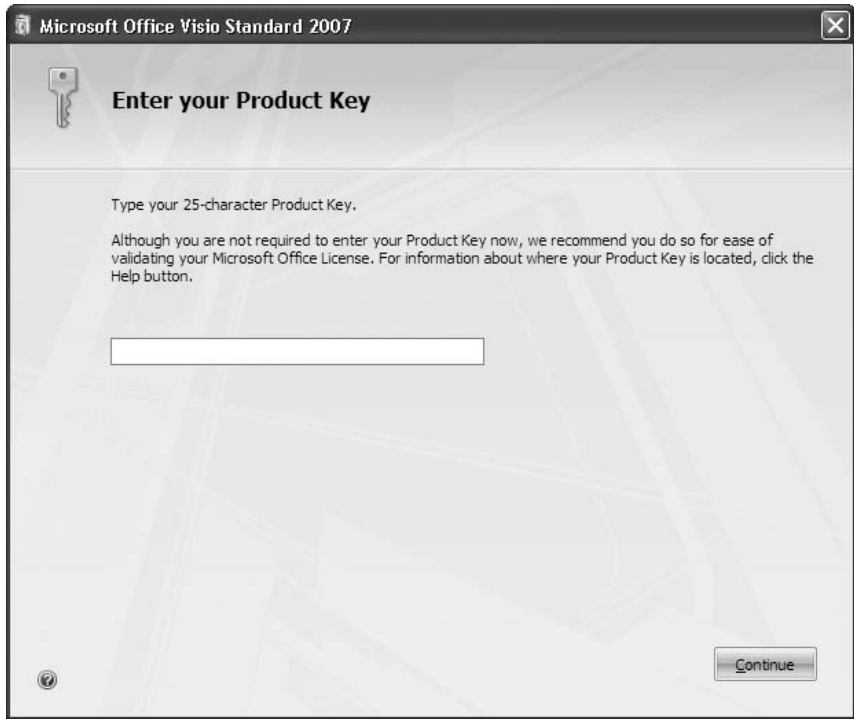 Microsoft Office Visio Standard 2007
Enter your Product Key
Type your 25-character Product Key.
Although you are not required to enter your Product Key now, we recommend you do so for ease of
validating your Microsoft Office License. For information about where your Product Key is located, click the
Help button.
Continue